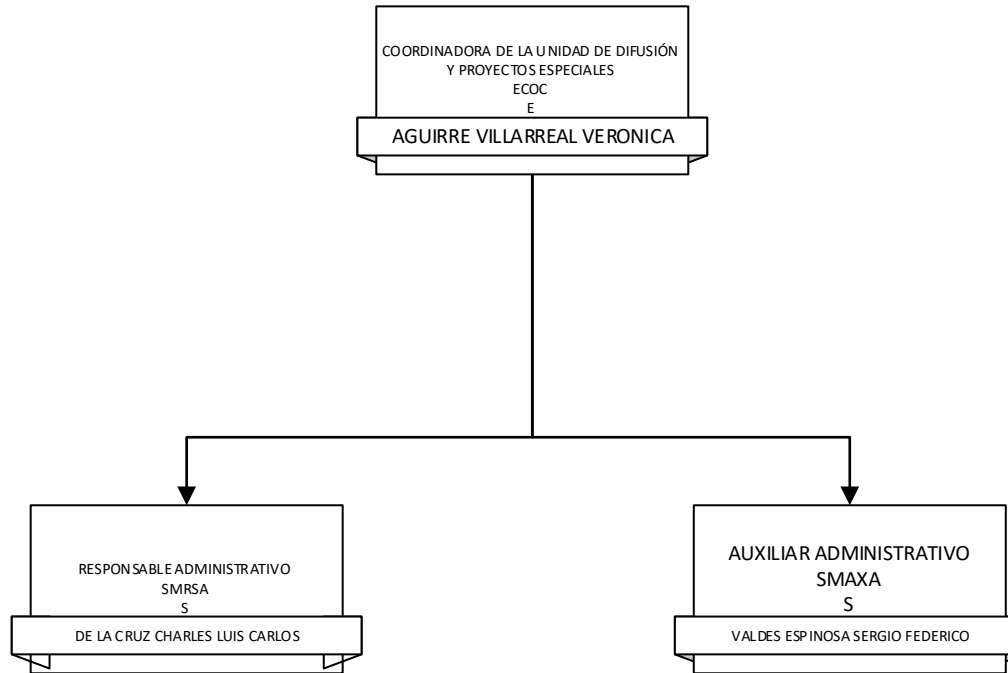 COORDINADORA DE LA UNIDAD DE DIFUSIÓN
Y PROYECTOS ESPECIALES
ECOC
E
AGUIRRE VILLARREAL VERONICA
RESPONSABLE ADMINISTRATIVO
SMRSA
S
DE LA CRUZ CHARLES LUIS CARLOS
AUXILIAR ADMINISTRATIVO
SMAXA
S
VALDES ESPINOSA SERGIO FEDERICO